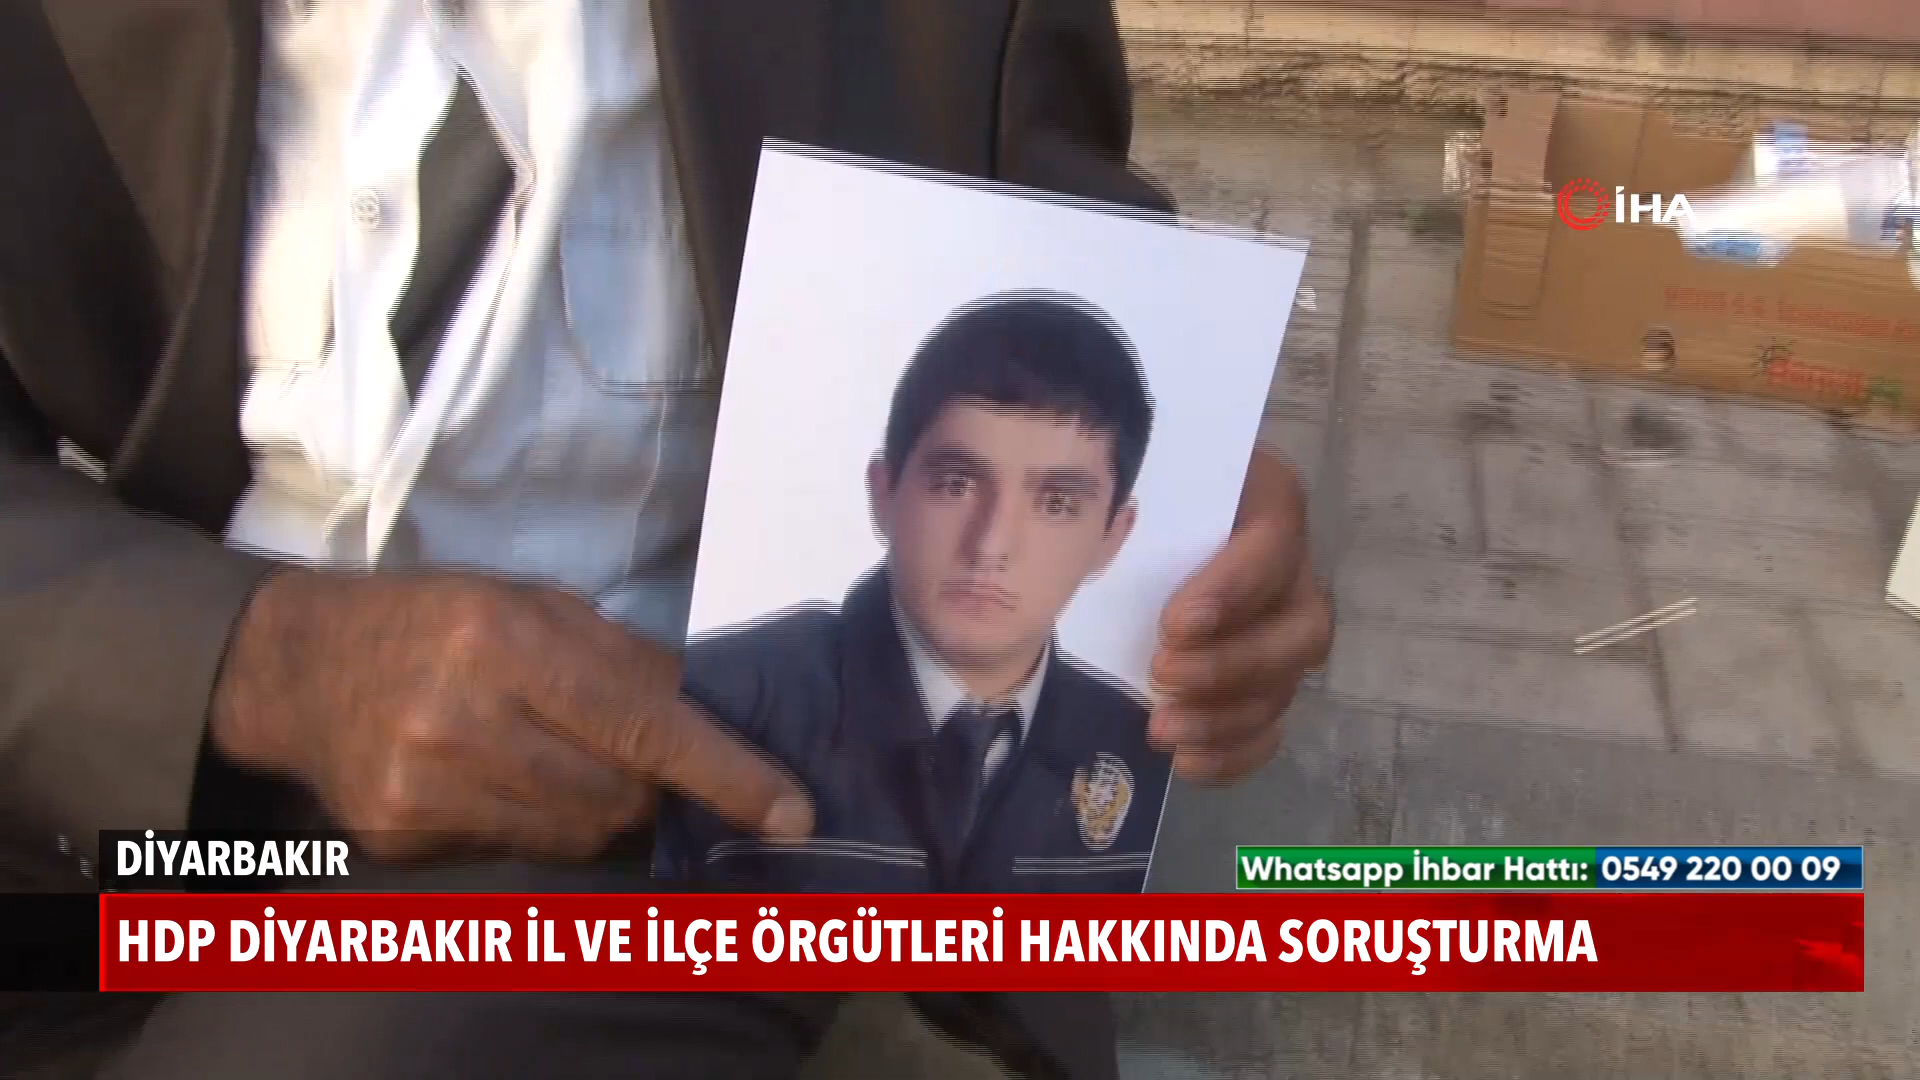 İHA
DİYARBAKIR
Whatsapp İhbar Hattı: 0549 220 00 09
HDP DİYARBAKIR İL VE İLÇE ÖRGÜTLERİ HAKKINDA SORUŞTURMA